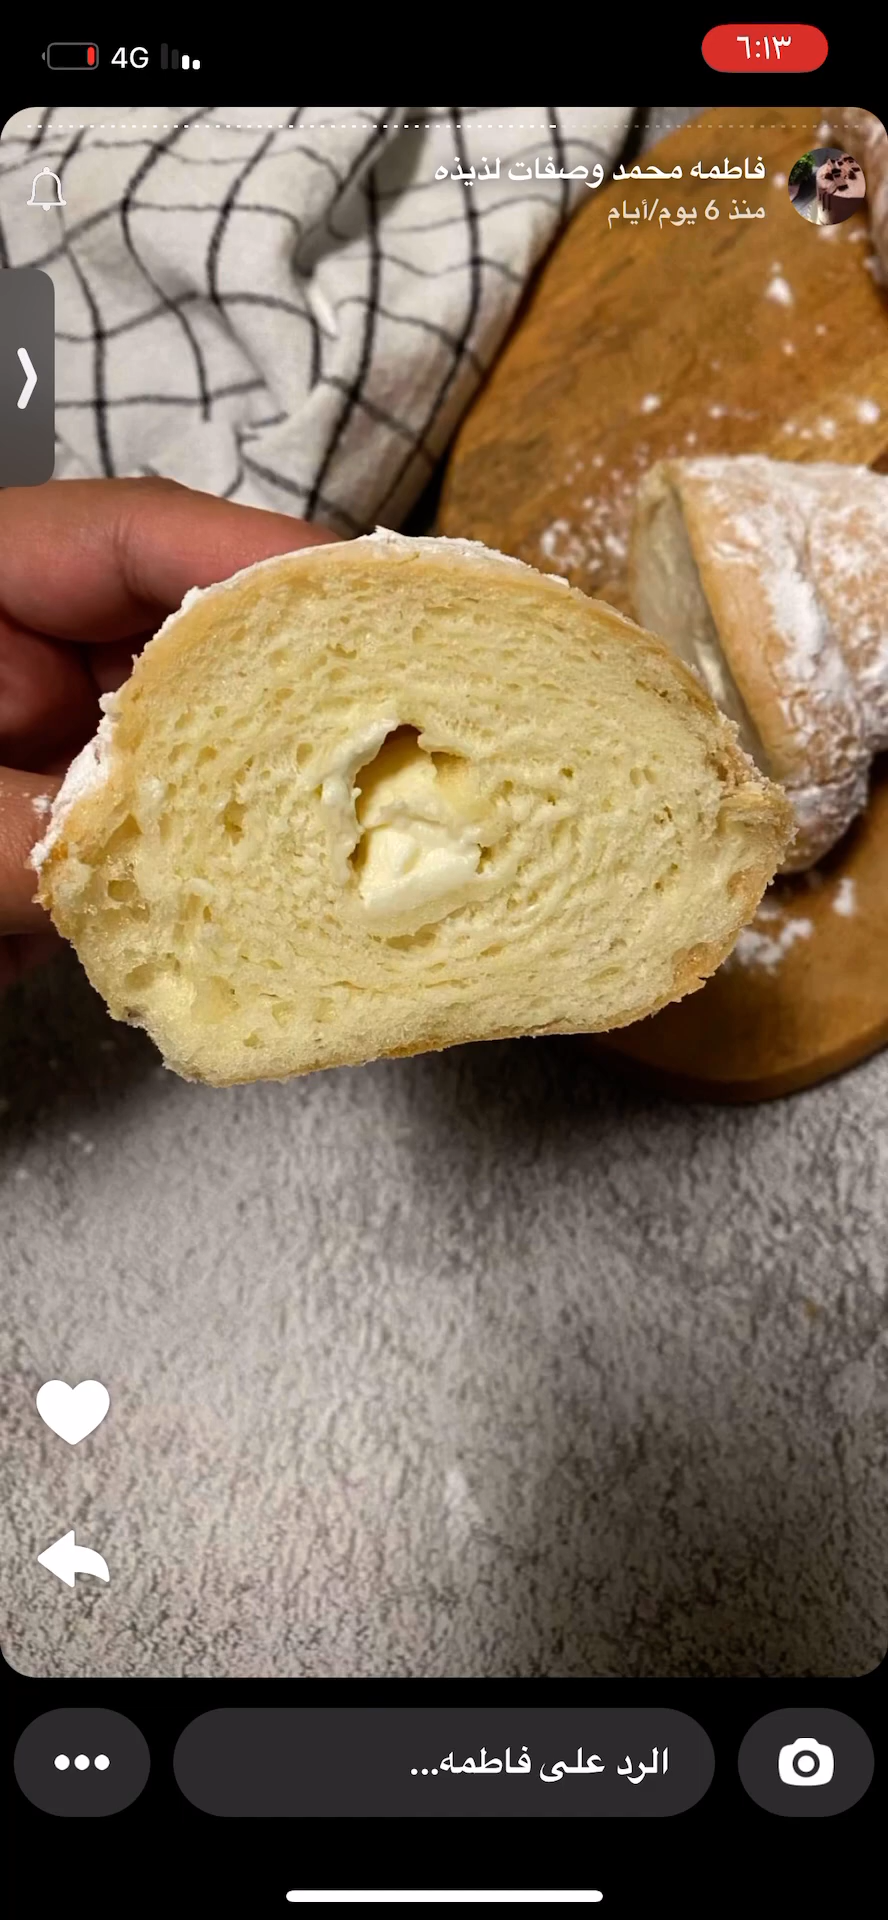 4G
٦:١٣
فاطمه محمد وصفات لذيذه
منذ 6 يوم/أيام
الرد على فاطمه...